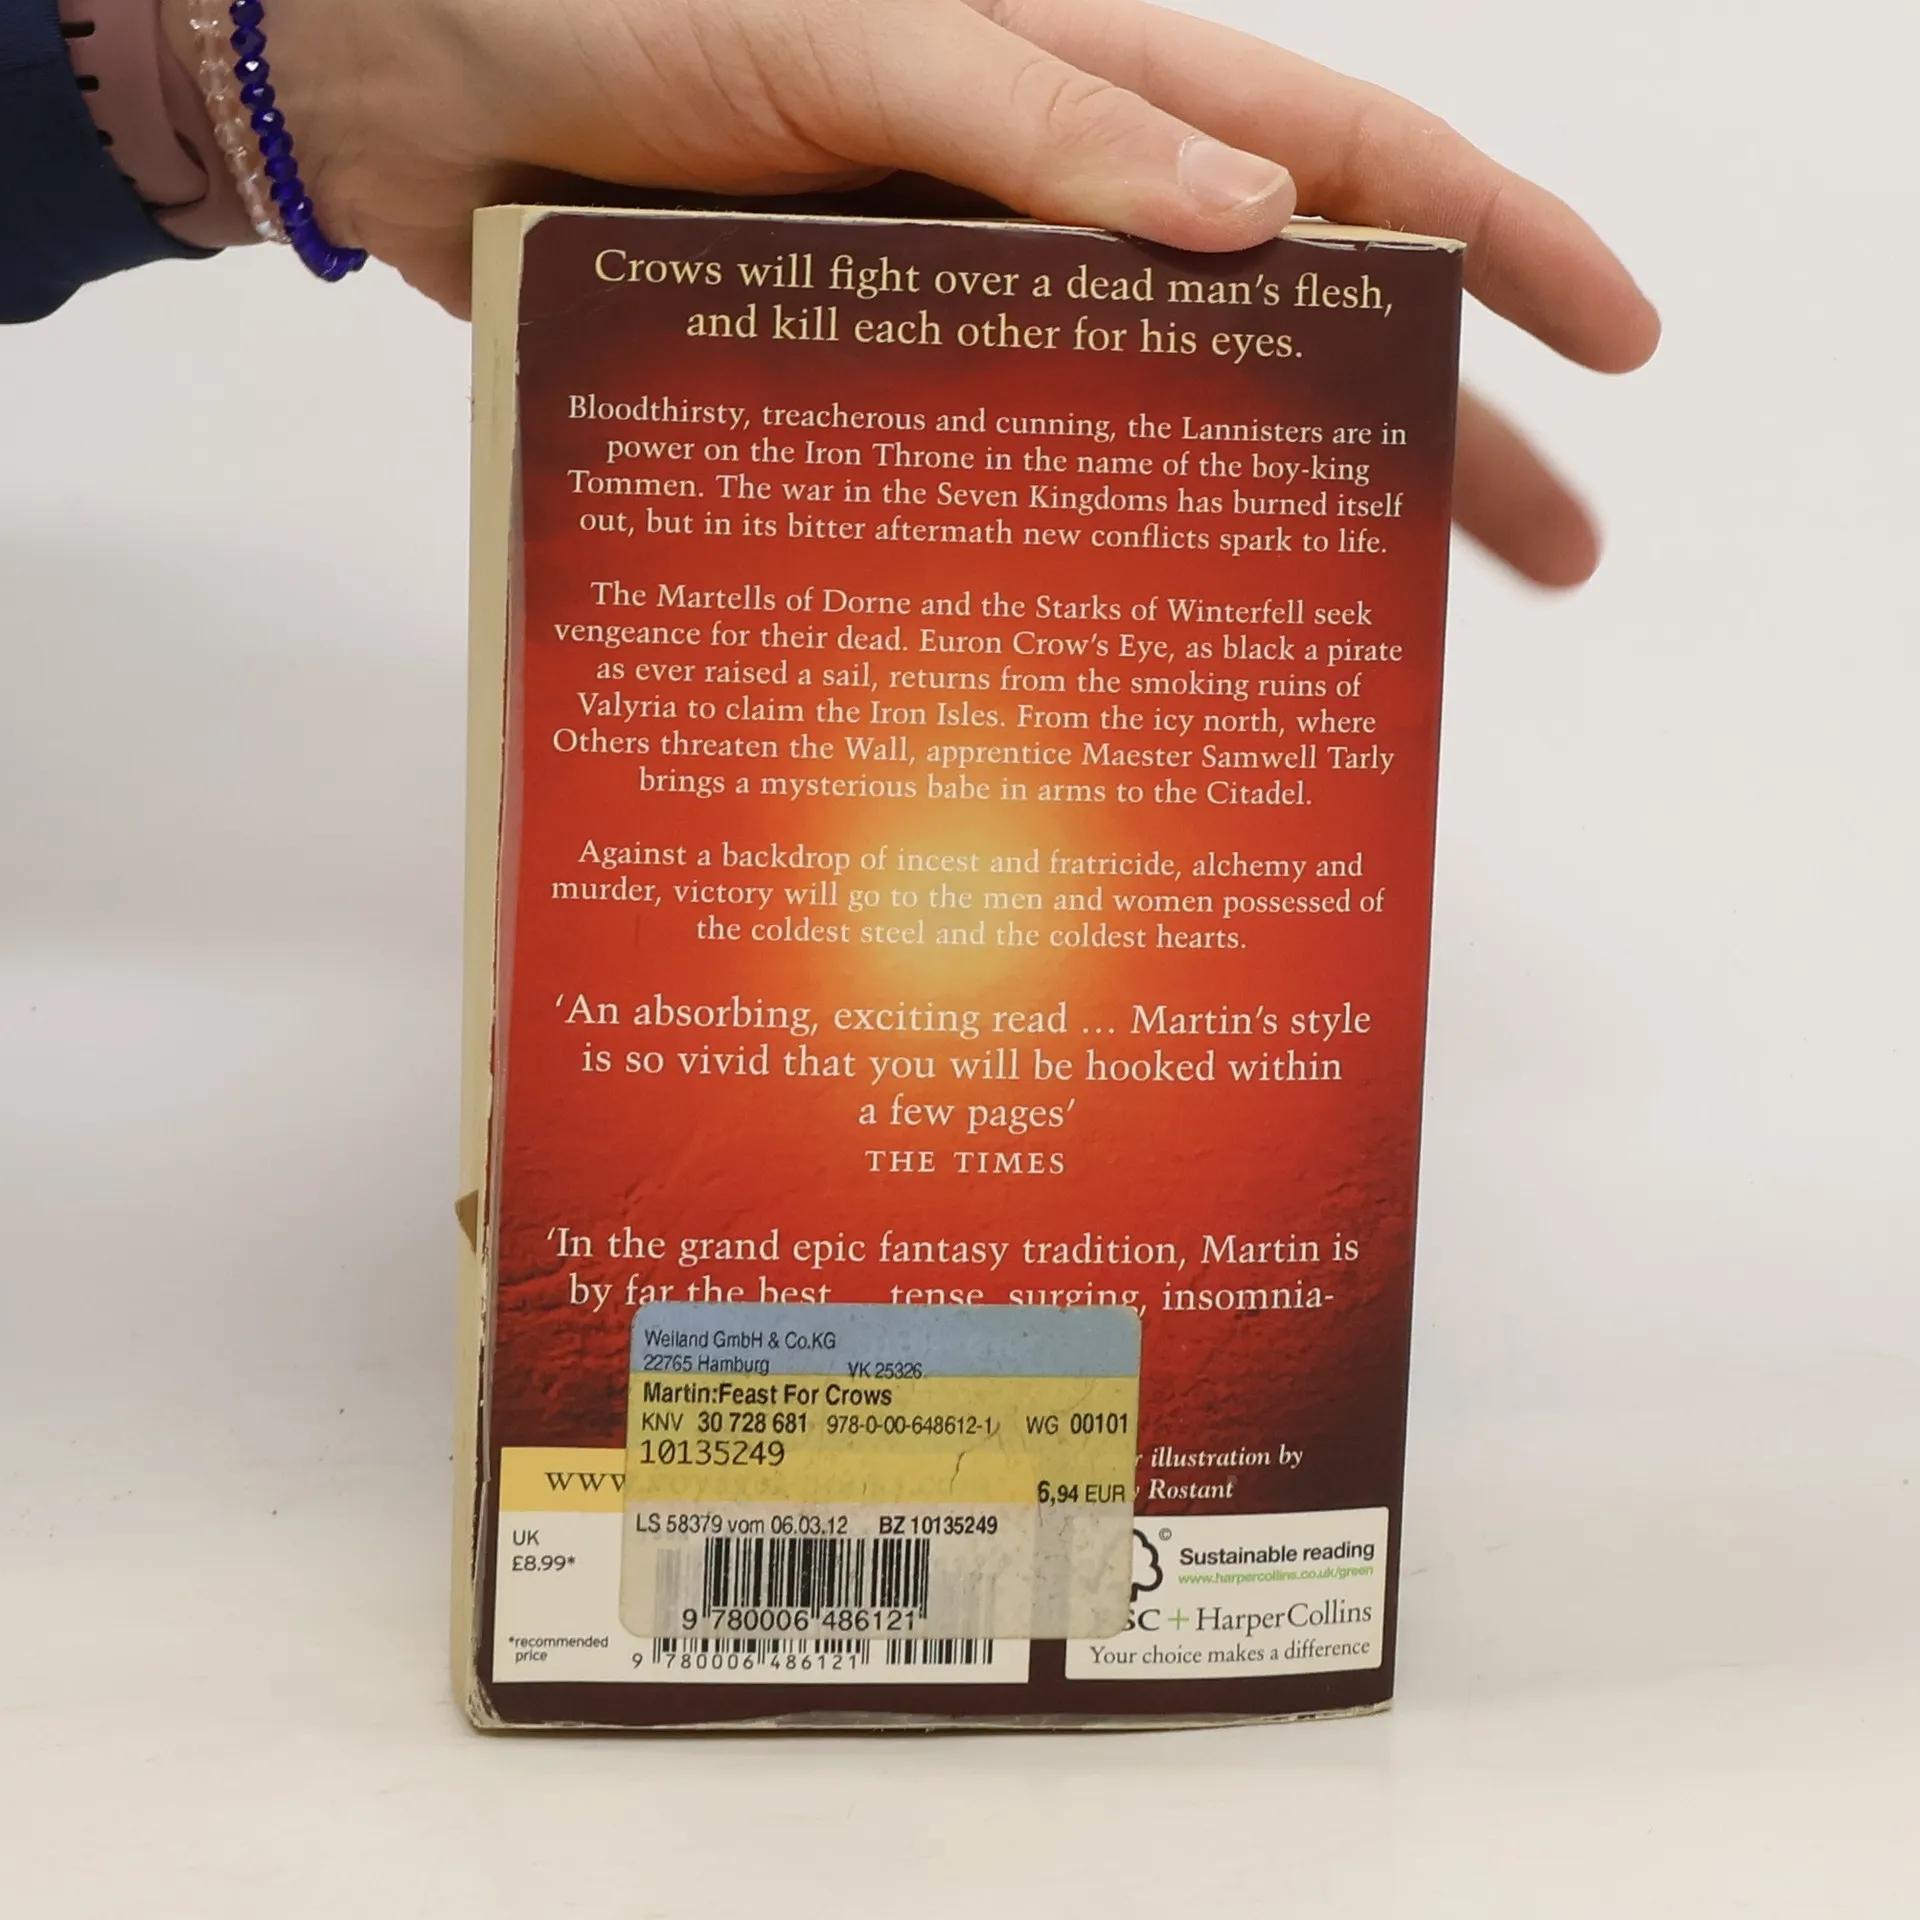 Crows will fight over a dead man's flesh,
and kill each other for his eyes.
Bloodthirsty, treacherous and cunning, the Lannisters are in
power on the Iron Throne in the name of the boy-king
Tommen. The war in the Seven Kingdoms has burned itself
out, but in its bitter aftermath new conflicts spark to life.
The Martells of Dorne and the Starks of Winterfell seek
vengeance for their dead. Euron Crow's Eye, as black a pirate
as ever raised a sail, returns from the smoking ruins of
Valyria to claim the Iron Isles. From the icy north, where
Others threaten the Wall, apprentice Maester Samwell Tarly
brings a mysterious babe in arms to the Citadel.
Against a backdrop of incest and fratricide, alchemy and
murder, victory will go to the men and women possessed of
the coldest steel and the coldest hearts.
'An absorbing, exciting read ... Martin's style
is so vivid that you will be hooked within
a few pages'
THE TIMES
'In the grand epic fantasy tradition, Martin is
by far the best tense, surging, insomnia-
Weiland GmbH & Co.KG
22765 Hamburg VK 25326
Martin:Feast For Crows
KNV 30 728 681 978-0-00-648612-1 WG 00101
10135249
6,94 EUR
LS 58379 vom 06.03.12 BZ 10135249
9 780006 486121
www
illustration by
Rostant
UK
£8.99*
*recommended
price
9 780006 486121
©
Sustainable reading
www.harpercollins.co.uk/green
SC + HarperCollins
Your choice makes a difference